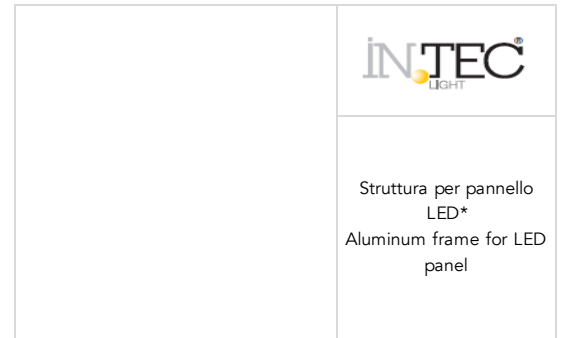 iN.TEC®
LIGHT
Struttura per pannello
LED*
Aluminum frame for LED
panel